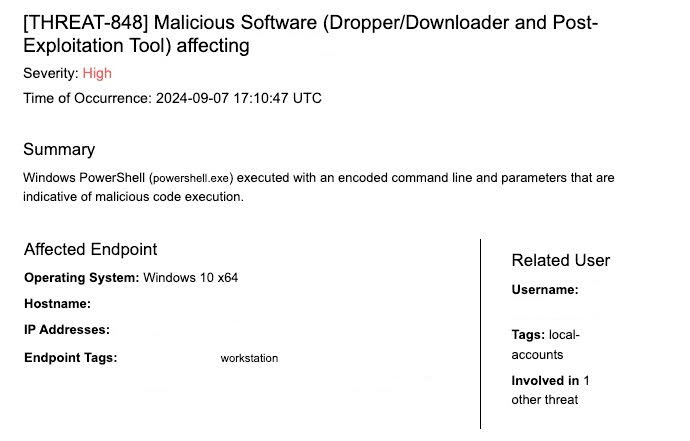 [THREAT-848] Malicious Software (Dropper/Downloader and Post-
Exploitation Tool) affecting
Severity: High
Time of Occurrence: 2024-09-07 17:10:47 UTC
Summary
Windows PowerShell (powershell.exe) executed with an encoded command line and parameters that are
indicative of malicious code execution.
Affected Endpoint
Operating System: Windows 10 x64
Hostname:
IP Addresses:
Endpoint Tags: workstation
Related User
Username:
Tags: local-
accounts
Involved in 1
other threat